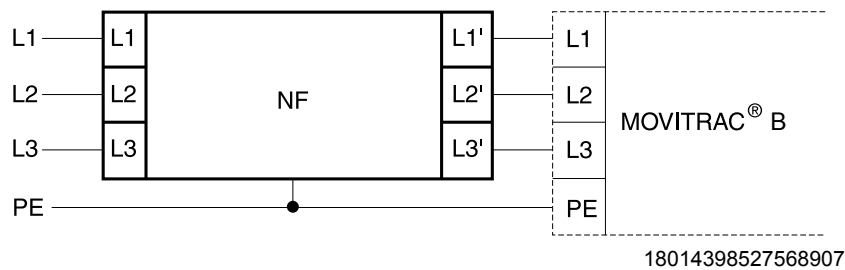 L1 L1 L1' L1
L2 L2 NF L2' L2 MOVITRAC® B
L3 L3 L3' L3
PE PE
18014398527568907